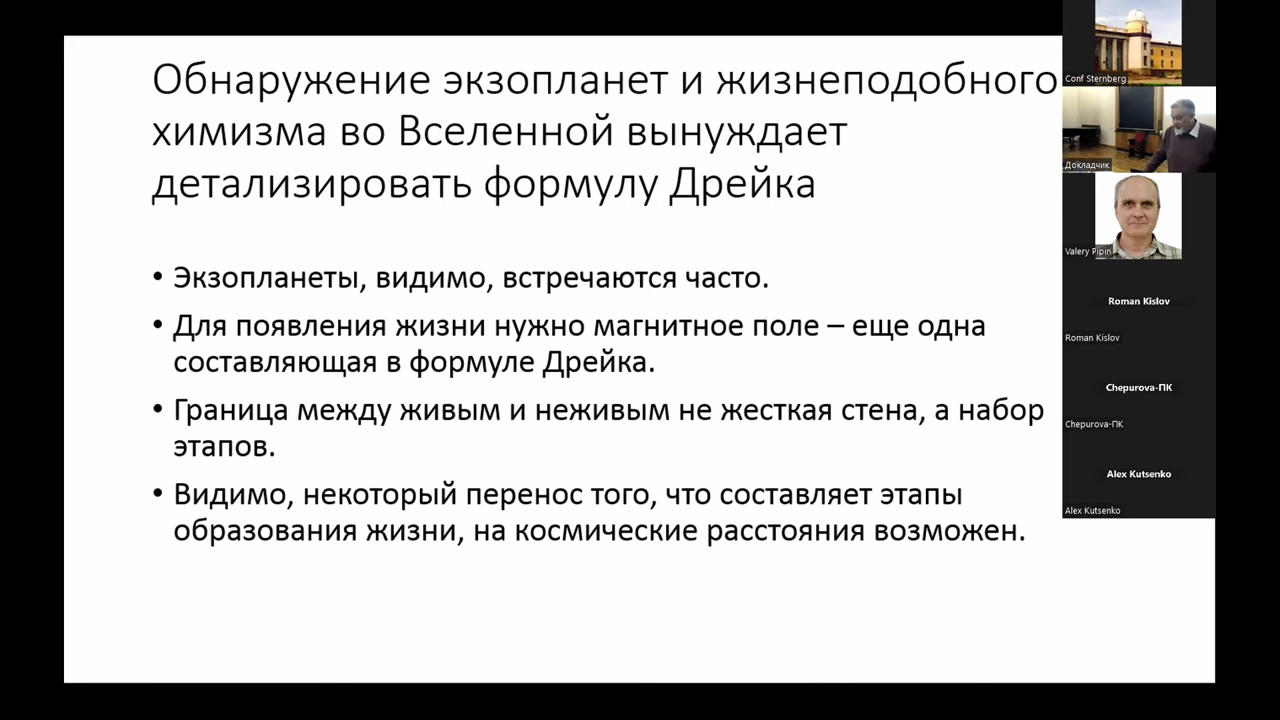 Обнаружение экзопланет и жизнеподобного
химизма во Вселенной вынуждает
детализировать формулу Дрейка
• Экзопланеты, видимо, встречаются часто.
• Для появления жизни нужно магнитное поле – еще одна
составляющая в формуле Дрейка.
• Граница между живым и неживым не жесткая стена, а набор
этапов.
• Видимо, некоторый перенос того, что составляет этапы
образования жизни, на космические расстояния возможен.
Conf Sternberg
Докладчик
Valery Pipin
Roman Kislov
Roman Kislov
Chepurova-ПК
Chepurova-ПК
Alex Kutsenko
Alex Kutsenko